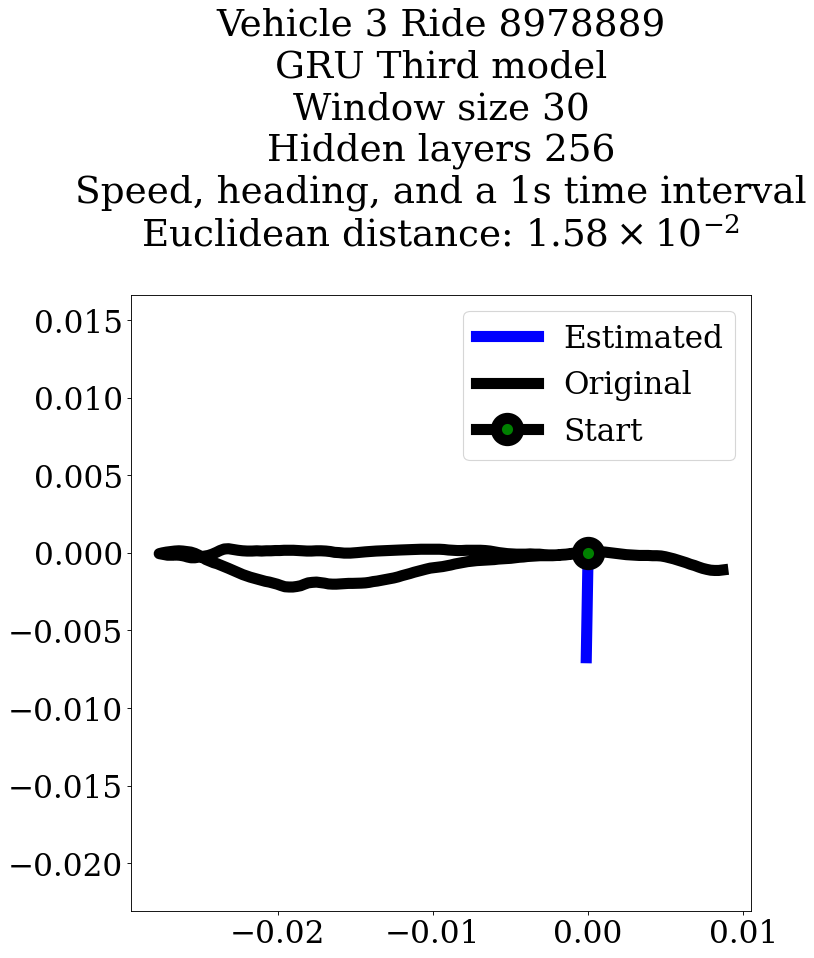 Vehicle 3 Ride 8978889
GRU Third model
Window size 30
Hidden layers 256
Speed, heading, and a 1s time interval
Euclidean distance: 1.58 × 10⁻²
Estimated
Original
Start
0.015
0.010
0.005
0.000
−0.005
−0.010
−0.015
−0.020
−0.02 −0.01 0.00 0.01